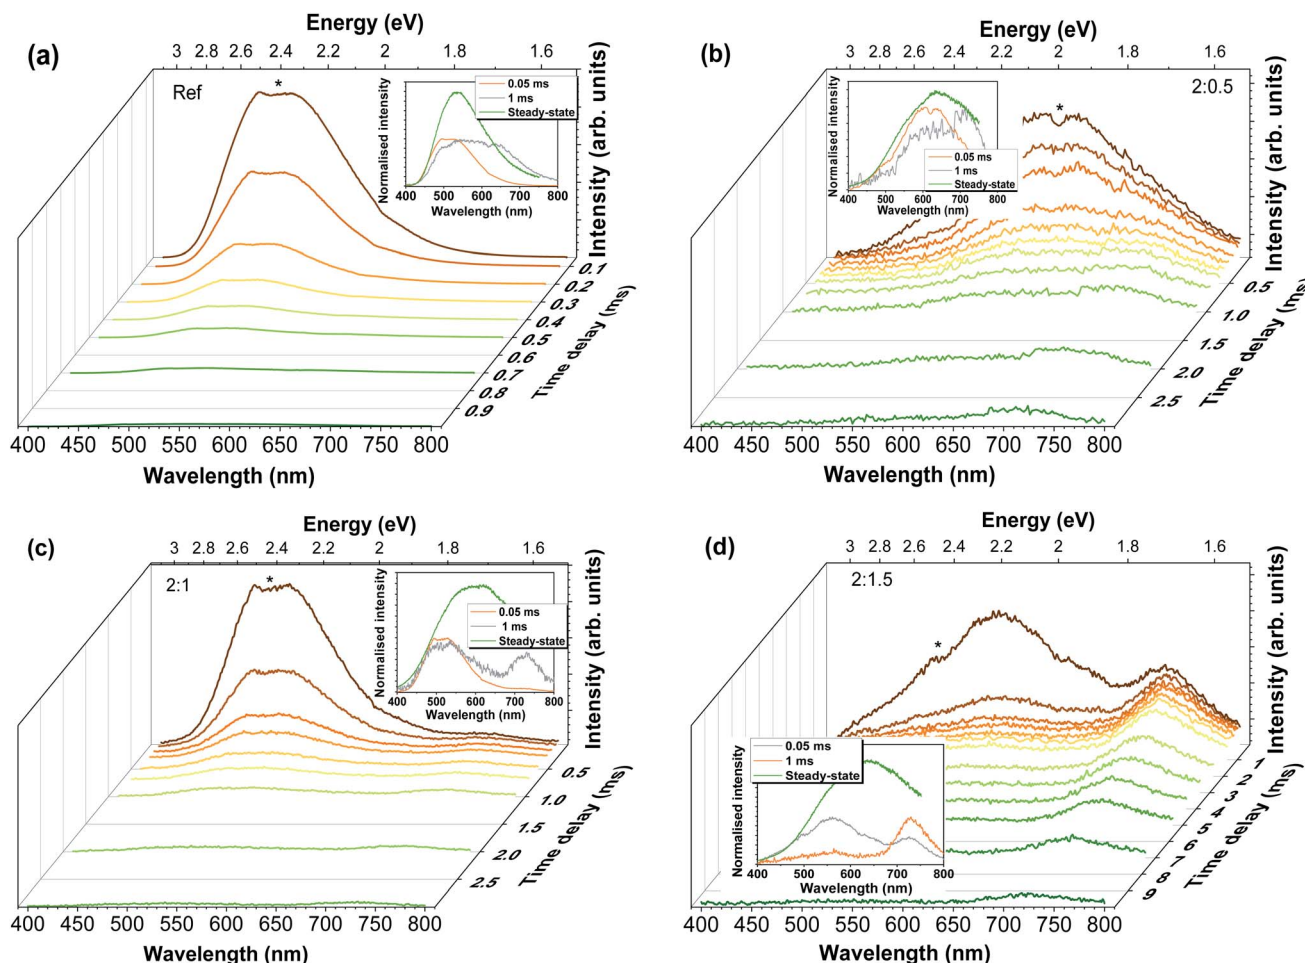 Energy (eV)
(a)
3 2.8 2.6 2.4 2.2 2 1.8 1.6
Ref
*
Normalised intensity
0.05 ms
1 ms
Steady-state
400 500 600 700 800
Wavelength (nm)
Intensity (arb. units)
0.1
0.2
0.3
0.4
0.5
0.6
0.7
0.8
0.9
Time delay (ms)
400 450 500 550 600 650 700 750 800
Wavelength (nm)
Energy (eV)
(b)
3 2.8 2.6 2.4 2.2 2 1.8 1.6
2:0.5
*
Normalised intensity
0.05 ms
1 ms
Steady-state
400 500 600 700 800
Wavelength (nm)
Intensity (arb. units)
0.5
1.0
1.5
2.0
2.5
Time delay (ms)
400 450 500 550 600 650 700 750 800
Wavelength (nm)
Energy (eV)
(c)
3 2.8 2.6 2.4 2.2 2 1.8 1.6
2:1
*
Normalised intensity
0.05 ms
1 ms
Steady-state
400 500 600 700 800
Wavelength (nm)
Intensity (arb. units)
0.5
1.0
1.5
2.0
2.5
Time delay (ms)
400 450 500 550 600 650 700 750 800
Wavelength (nm)
Energy (eV)
(d)
3 2.8 2.6 2.4 2.2 2 1.8 1.6
2:1.5
*
Normalised intensity
0.05 ms
1 ms
Steady-state
400 500 600 700 800
Wavelength (nm)
Intensity (arb. units)
1
2
3
4
5
6
7
8
9
Time delay (ms)
400 450 500 550 600 650 700 750 800
Wavelength (nm)